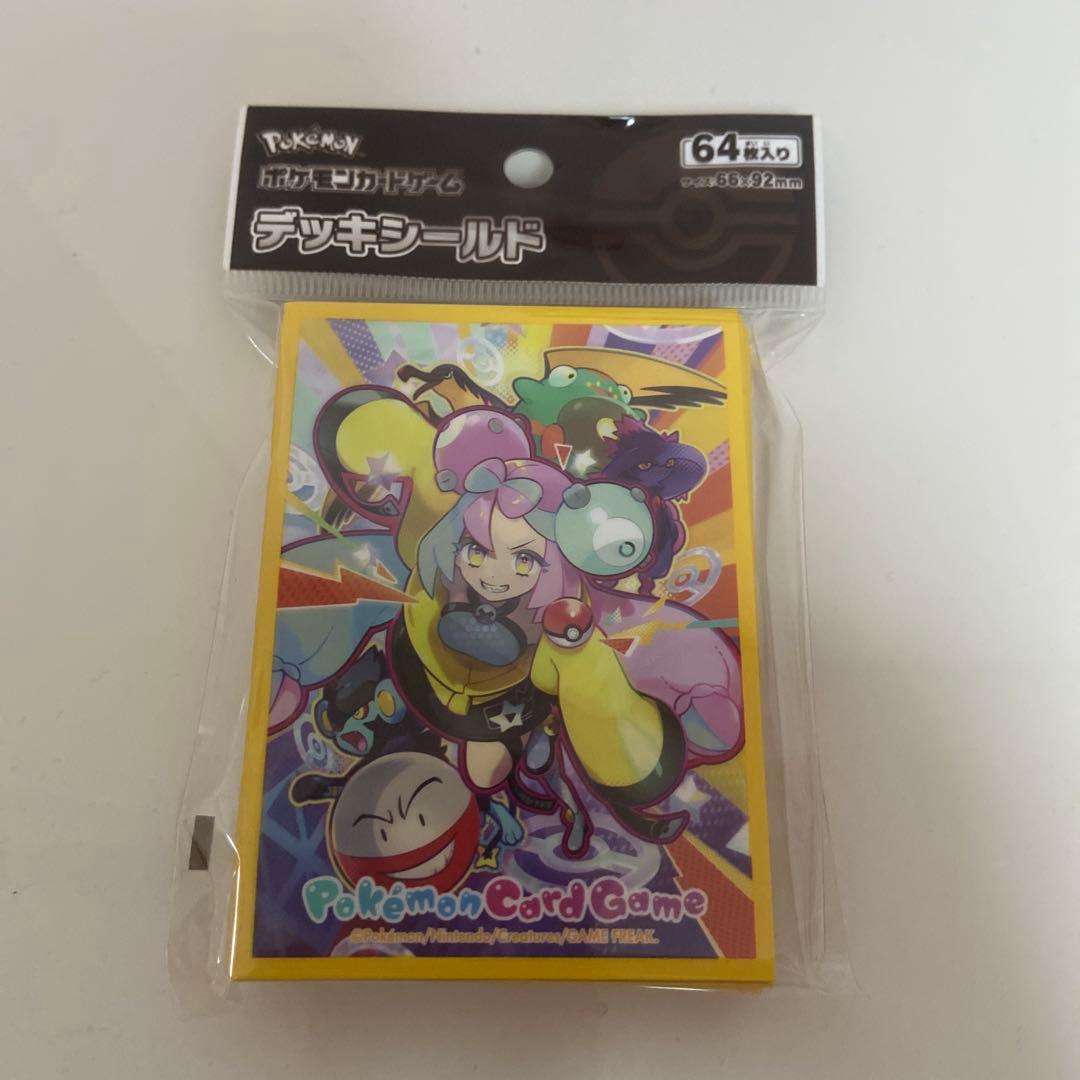 POKéMON
ポケモンカードゲーム
デッキシールド
64枚入り
サイズ:66×92mm
Pokémon Card Game
©Pokémon/Nintendo/Creatures/GAME FREAK.